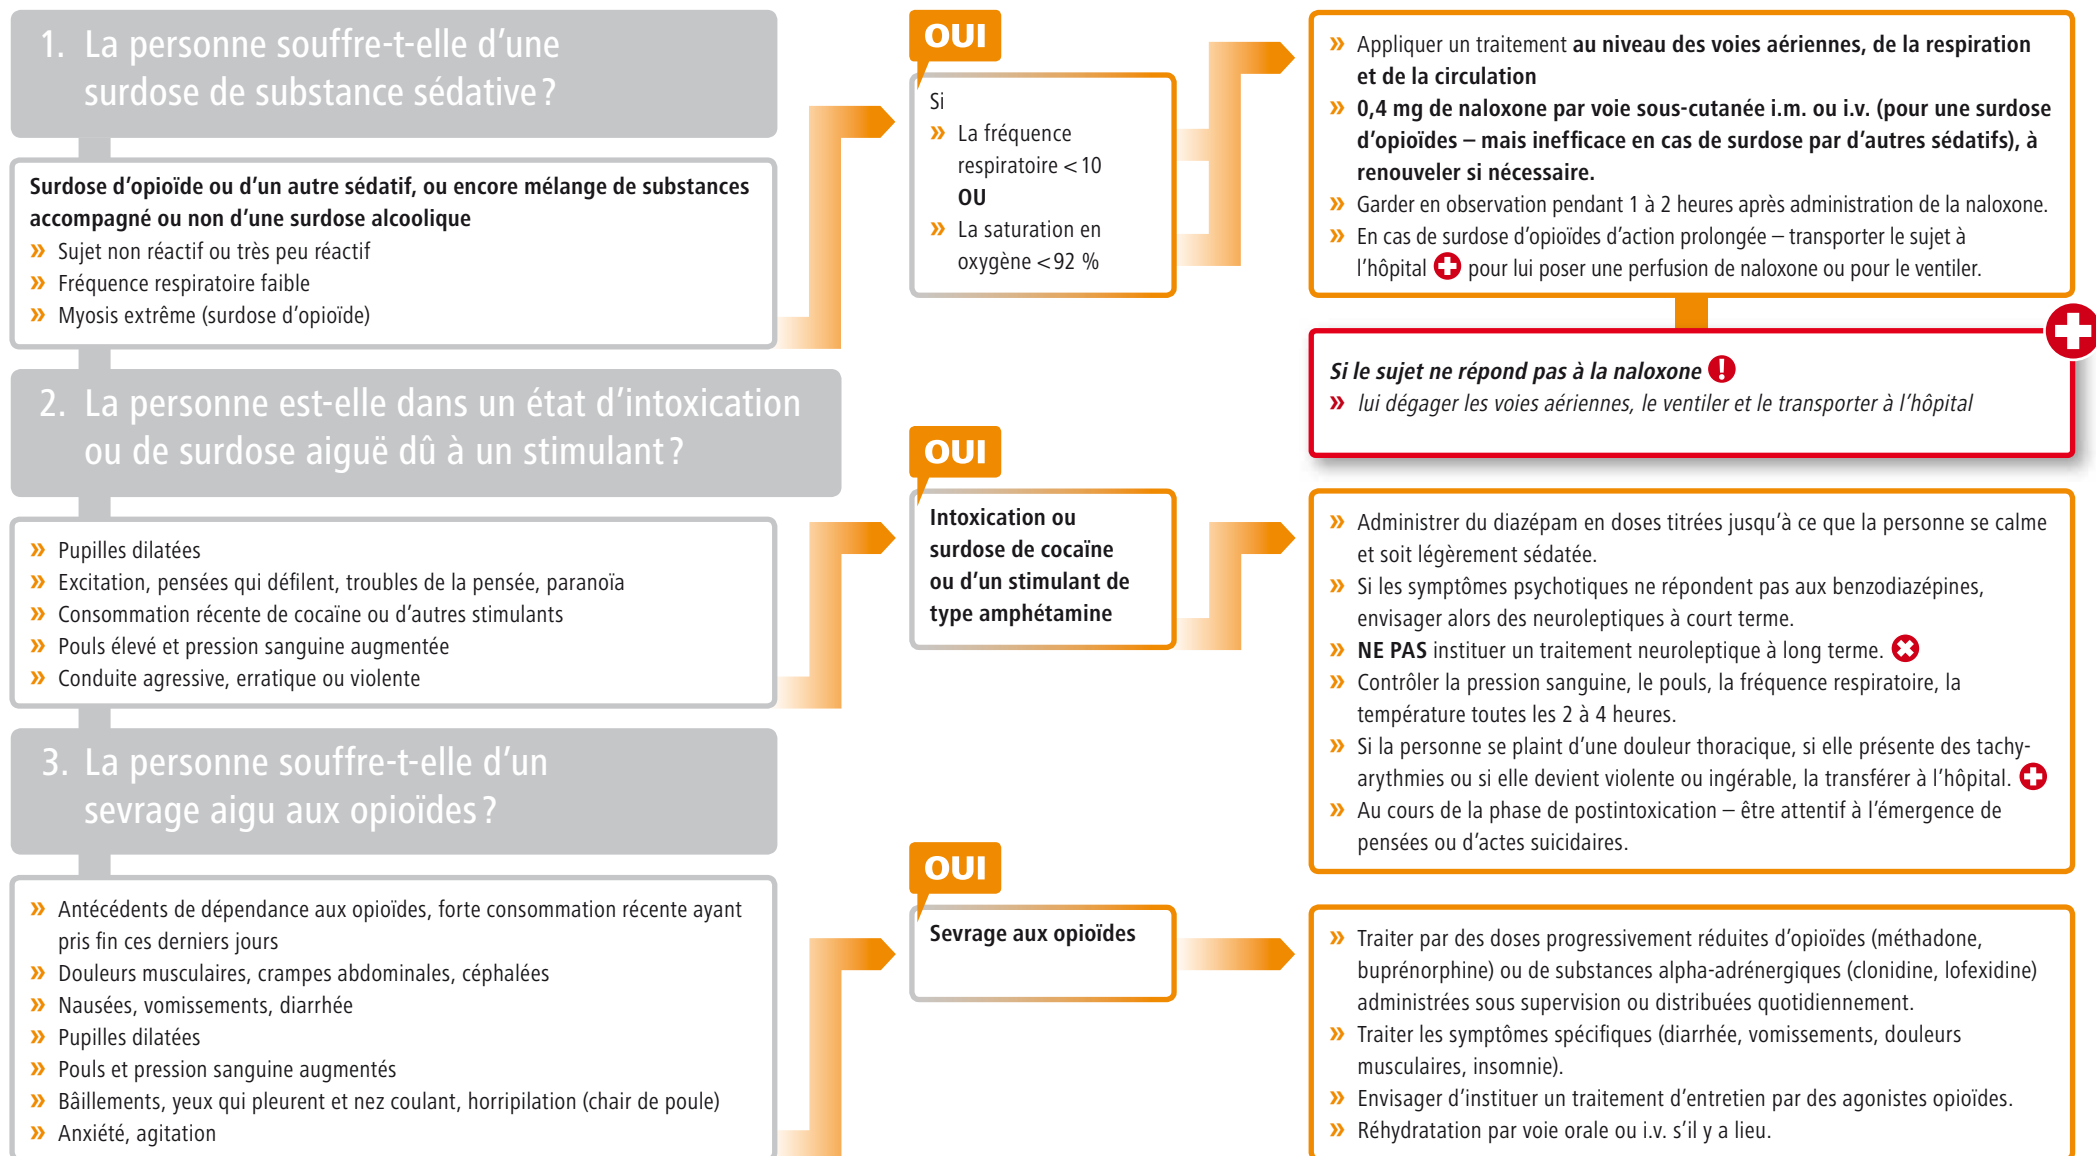 1. La personne souffre-t-elle d’une
surdose de substance sédative ?
Surdose d’opioïde ou d’un autre sédatif, ou encore mélange de substances
accompagné ou non d’une surdose alcoolique
» Sujet non réactif ou très peu réactif
» Fréquence respiratoire faible
» Myosis extrême (surdose d’opioïde)
OUI
Si
» La fréquence
respiratoire < 10
OU
» La saturation en
oxygène < 92 %
» Appliquer un traitement au niveau des voies aériennes, de la respiration
et de la circulation
» 0,4 mg de naloxone par voie sous-cutanée i.m. ou i.v. (pour une surdose
d’opioïdes – mais inefficace en cas de surdose par d’autres sédatifs), à
renouveler si nécessaire.
» Garder en observation pendant 1 à 2 heures après administration de la naloxone.
» En cas de surdose d’opioïdes d’action prolongée – transporter le sujet à
l’hôpital pour lui poser une perfusion de naloxone ou pour le ventiler.
Si le sujet ne répond pas à la naloxone !
» lui dégager les voies aériennes, le ventiler et le transporter à l’hôpital
2. La personne est-elle dans un état d’intoxication
ou de surdose aiguë dû à un stimulant ?
» Pupilles dilatées
» Excitation, pensées qui défilent, troubles de la pensée, paranoïa
» Consommation récente de cocaïne ou d’autres stimulants
» Pouls élevé et pression sanguine augmentée
» Conduite agressive, erratique ou violente
OUI
Intoxication ou
surdose de cocaïne
ou d’un stimulant de
type amphétamine
» Administrer du diazépam en doses titrées jusqu’à ce que la personne se calme
et soit légèrement sédatée.
» Si les symptômes psychotiques ne répondent pas aux benzodiazépines,
envisager alors des neuroleptiques à court terme.
» NE PAS instituer un traitement neuroleptique à long terme.
» Contrôler la pression sanguine, le pouls, la fréquence respiratoire, la
température toutes les 2 à 4 heures.
» Si la personne se plaint d’une douleur thoracique, si elle présente des tachy-
arythmies ou si elle devient violente ou ingérable, la transférer à l’hôpital.
» Au cours de la phase de postintoxication – être attentif à l’émergence de
pensées ou d’actes suicidaires.
3. La personne souffre-t-elle d’un
sevrage aigu aux opioïdes ?
» Antécédents de dépendance aux opioïdes, forte consommation récente ayant
pris fin ces derniers jours
» Douleurs musculaires, crampes abdominales, céphalées
» Nausées, vomissements, diarrhée
» Pupilles dilatées
» Pouls et pression sanguine augmentés
» Bâillements, yeux qui pleurent et nez coulant, horripilation (chair de poule)
» Anxiété, agitation
OUI
Sevrage aux opioïdes
» Traiter par des doses progressivement réduites d’opioïdes (méthadone,
buprénorphine) ou de substances alpha-adrénergiques (clonidine, lofexidine)
administrées sous supervision ou distribuées quotidiennement.
» Traiter les symptômes spécifiques (diarrhée, vomissements, douleurs
musculaires, insomnie).
» Envisager d’instituer un traitement d’entretien par des agonistes opioïdes.
» Réhydratation par voie orale ou i.v. s’il y a lieu.